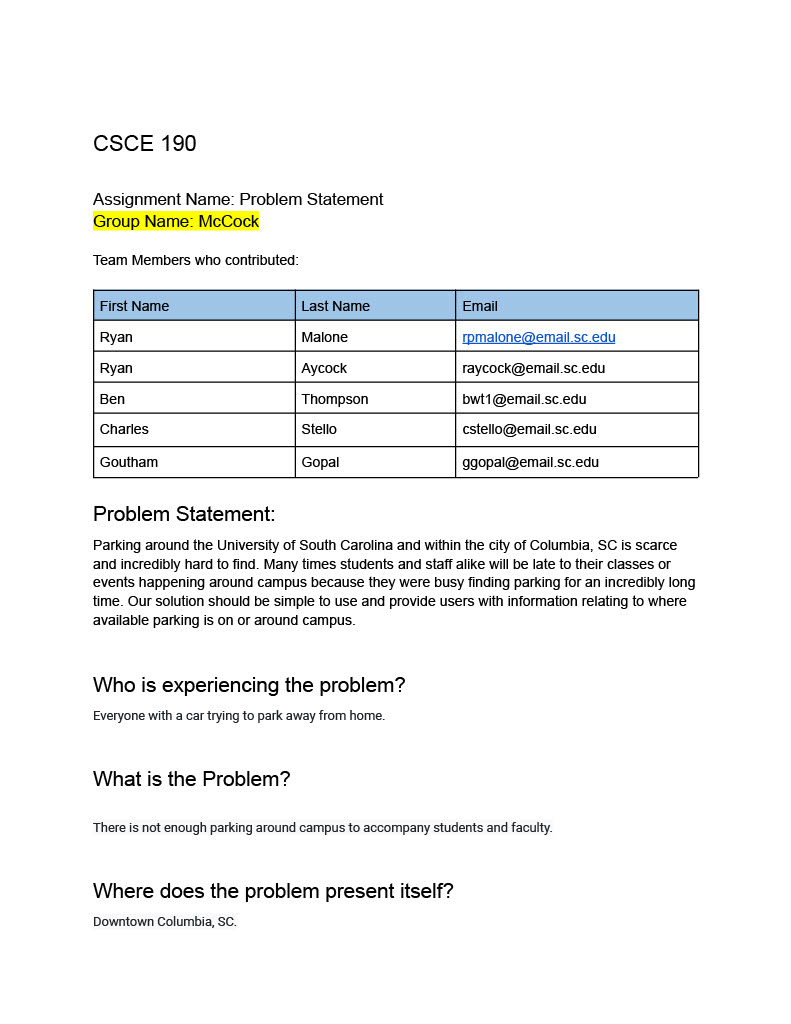 CSCE 190
Assignment Name: Problem Statement
Group Name: McCock
Team Members who contributed:
First Name Last Name Email
Ryan Malone rpmalone@email.sc.edu
Ryan Aycock raycock@email.sc.edu
Ben Thompson bwt1@email.sc.edu
Charles Stello cstello@email.sc.edu
Goutham Gopal ggopal@email.sc.edu
Problem Statement:
Parking around the University of South Carolina and within the city of Columbia, SC is scarce
and incredibly hard to find. Many times students and staff alike will be late to their classes or
events happening around campus because they were busy finding parking for an incredibly long
time. Our solution should be simple to use and provide users with information relating to where
available parking is on or around campus.
Who is experiencing the problem?
Everyone with a car trying to park away from home.
What is the Problem?
There is not enough parking around campus to accompany students and faculty.
Where does the problem present itself?
Downtown Columbia, SC.